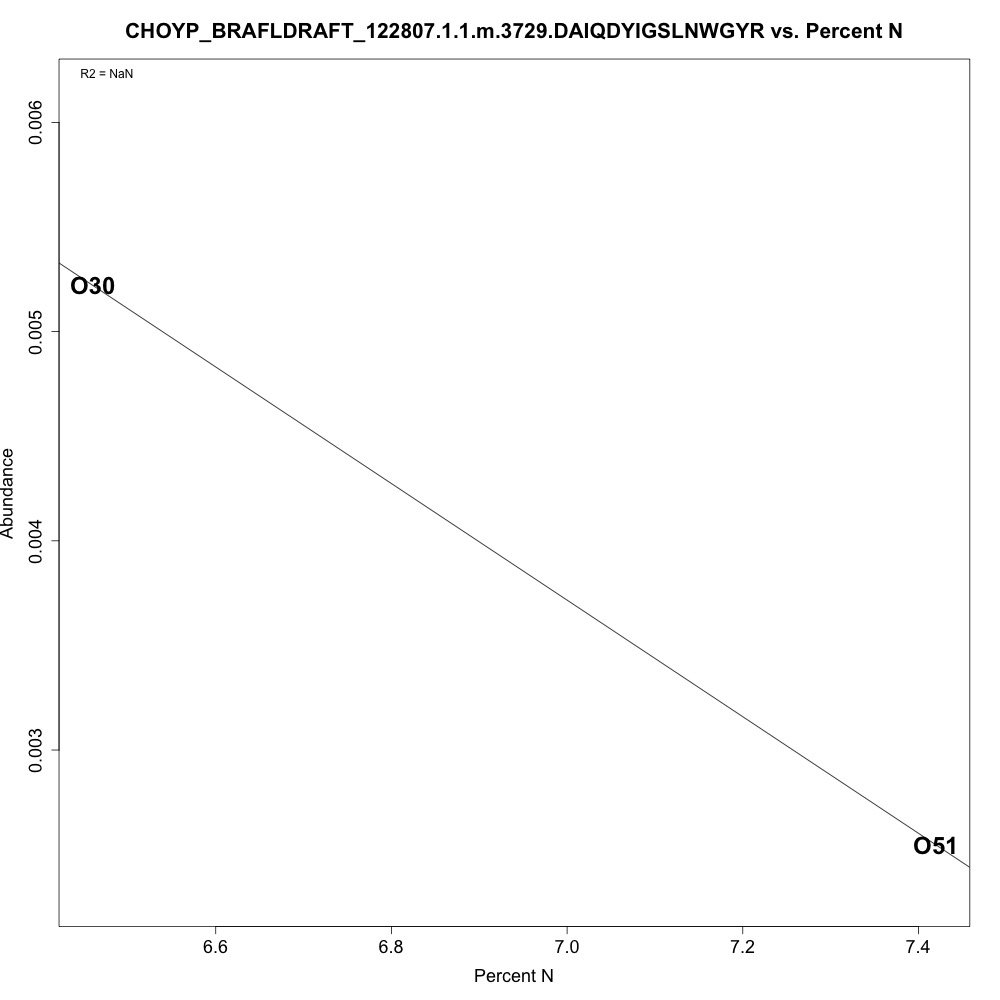 CHOYP_BRAFLDRAFT_122807.1.1.m.3729.DAIQDYIGSLNWGYR vs. Percent N
R2 = NaN
0.006
0.005
0.004
0.003
Abundance
O30
O51
6.6
6.8
7.0
7.2
7.4
Percent N